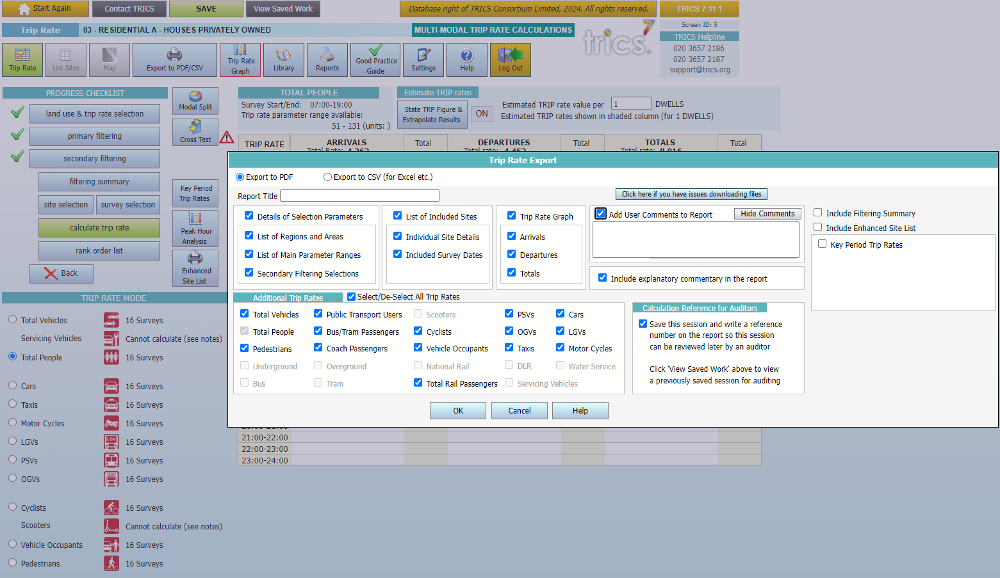 Start Again
Contact TRICS
SAVE
View Saved Work
Database right of TRICS Consortium Limited, 2024. All rights reserved.
TRICS 7.11.1
Trip Rate
03 - RESIDENTIAL A - HOUSES PRIVATELY OWNED
MULTI-MODAL TRIP RATE CALCULATIONS
trics 7 ®
Screen ID: 5
TRICS Helpline
020 3657 2186
020 3657 2187
support@trics.org
Trip Rate
List Sites
Map
Export to PDF/CSV
Trip Rate
Graph
Library
Reports
Good Practice
Guide
Settings
Help
Log Out
PROGRESS CHECKLIST
land use & trip rate selection
primary filtering
secondary filtering
filtering summary
site selection
survey selection
calculate trip rate
rank order list
Back
Modal Split
Cross Test
Key Period
Trip Rates
Peak Hour
Analysis
Enhanced
Site List
TOTAL PEOPLE
Survey Start/End: 07:00-19:00
Trip rate parameter range available:
51 - 131 (units: )
Estimate TRIP rates
State TRP Figure &
Extrapolate Results
ON
Estimated TRIP rate value per 1 DWELLS
Estimated TRIP rates shown in shaded column (for 1 DWELLS)
TRIP RATE
ARRIVALS
Total
DEPARTURES
Total
TOTALS
Total
Total Rate: 4.363
Total rate: 4.453
Total rate: 8.816
Trip Rate Export
Export to PDF
Export to CSV (for Excel etc.)
Report Title
Click here if you have issues downloading files
Details of Selection Parameters
List of Regions and Areas
List of Main Parameter Ranges
Secondary Filtering Selections
List of Included Sites
Individual Site Details
Included Survey Dates
Trip Rate Graph
Arrivals
Departures
Totals
Add User Comments to Report
Hide Comments
Include explanatory commentary in the report
Include Filtering Summary
Include Enhanced Site List
Key Period Trip Rates
Additional Trip Rates
Select/De-Select All Trip Rates
Total Vehicles
Public Transport Users
Scooters
PSVs
Cars
Total People
Bus/Tram Passengers
Cyclists
OGVs
LGVs
Pedestrians
Coach Passengers
Vehicle Occupants
Taxis
Motor Cycles
Underground
Overground
National Rail
DLR
Water Service
Bus
Tram
Total Rail Passengers
Servicing Vehicles
Calculation Reference for Auditors
Save this session and write a reference
number on the report so this session
can be reviewed later by an auditor
Click 'View Saved Work' above to view
a previously saved session for auditing
OK
Cancel
Help
20:00-21:00
21:00-22:00
22:00-23:00
23:00-24:00
TRIP RATE MODE
Total Vehicles
16 Surveys
Servicing Vehicles
Cannot calculate (see notes)
Total People
16 Surveys
Cars
16 Surveys
Taxis
16 Surveys
Motor Cycles
16 Surveys
LGVs
LGV
16 Surveys
PSVs
16 Surveys
OGVs
OGV
16 Surveys
Cyclists
16 Surveys
Scooters
Cannot calculate (see notes)
Vehicle Occupants
16 Surveys
Pedestrians
16 Surveys